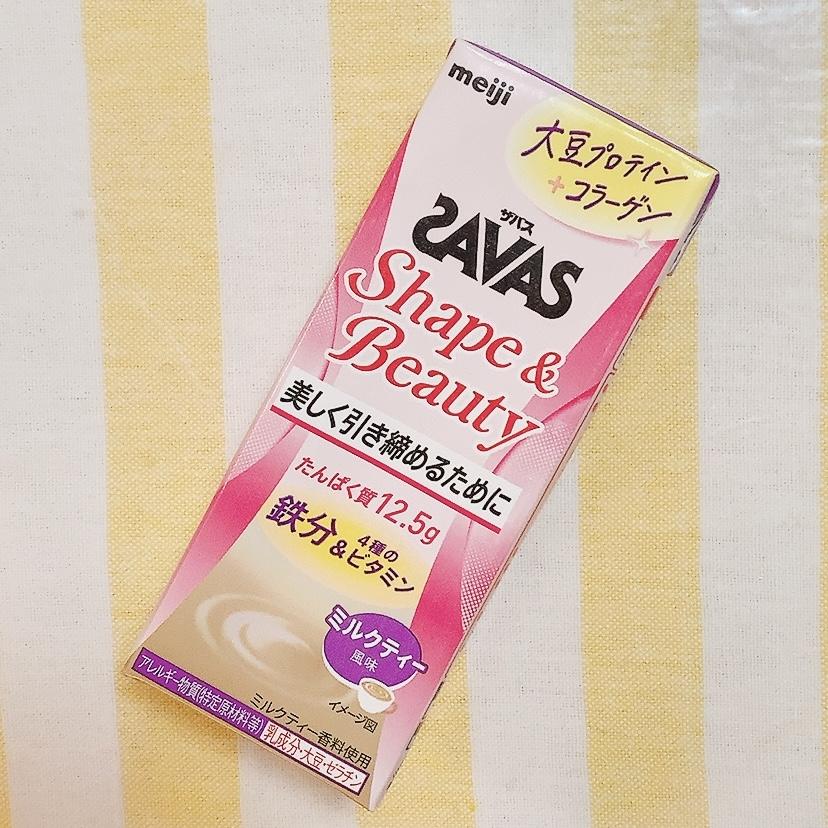 meiji
大豆プロテイン
+コラーゲン
ザバス
SAVAS
Shape &
Beauty
美しく引き締めるために
たんぱく質12.5g
鉄分&4種の
ビタミン
ミルクティー
風味
イメージ図
ミルクティー香料使用
アレルギー物質(特定原材料等)
乳成分・大豆・ゼラチン